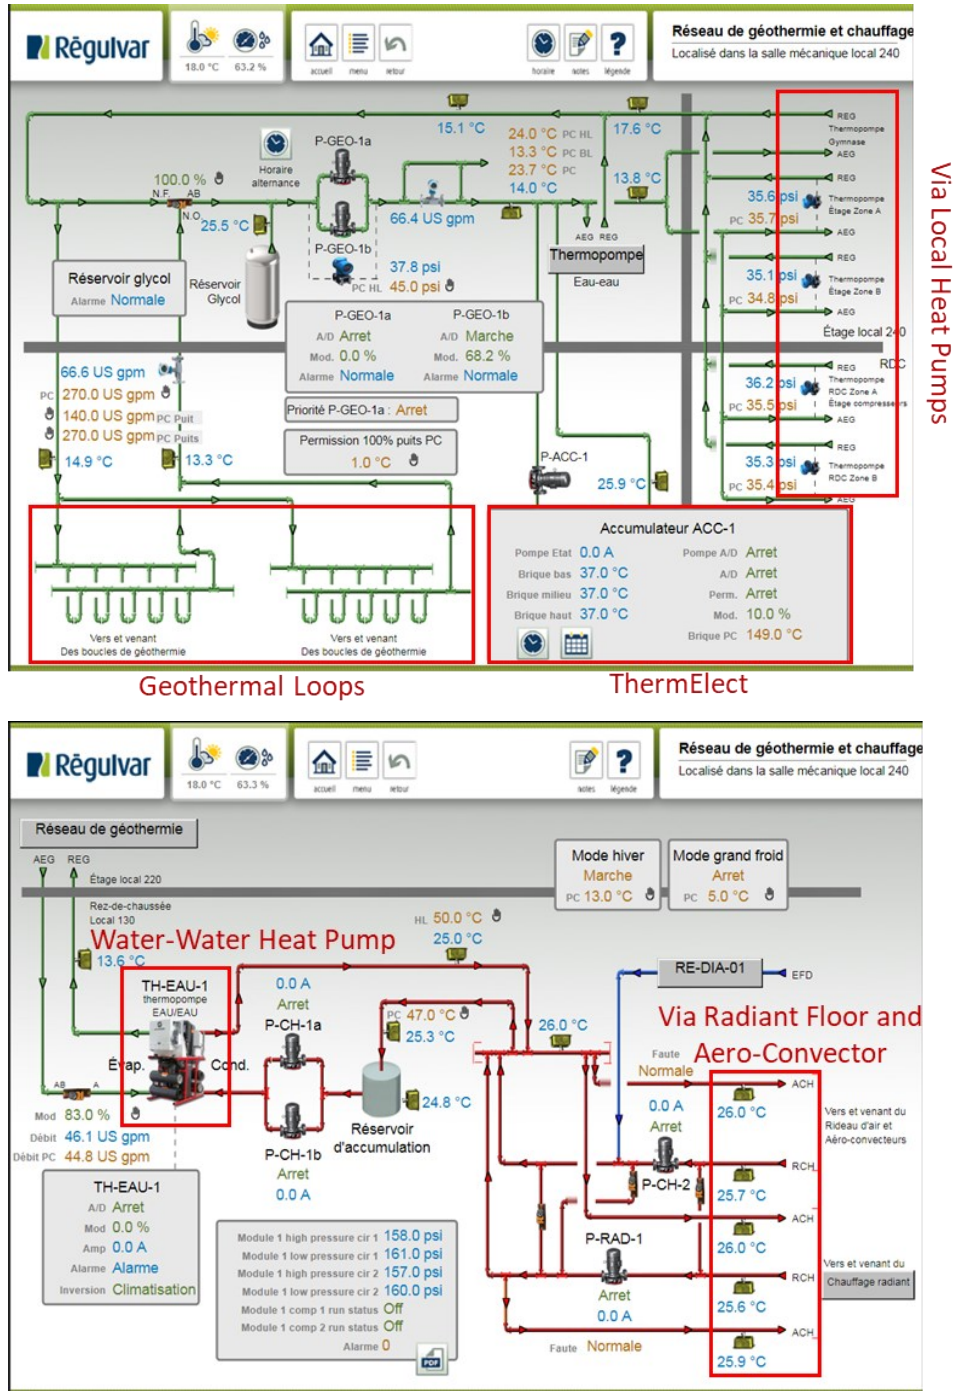 Régulvar
18.0 °C
63.2 %
accueil
menu
retour
horaire
notes
légende
Réseau de géothermie et chauffage
Localisé dans la salle mécanique local 240
15.1 °C
P-GEO-1a
24.0 °C PC HL
13.3 °C PC BL
23.7 °C PC
14.0 °C
17.6 °C
13.8 °C
Horaire
alternance
100.0 %
N.F. AB
N.O.
25.5 °C
66.4 US gpm
P-GEO-1b
37.8 psi
PC HL 45.0 psi
Réservoir glycol
Alarme Normale
Réservoir
Glycol
AEG REG
Thermopompe
Eau-eau
REG
Thermopompe
Gymnase
AEG
REG
35.6 psi
PC 35.7 psi
Thermopompe
Étage Zone A
AEG
REG
35.1 psi
PC 34.8 psi
Thermopompe
Étage Zone B
AEG
Étage local 240
RDC
REG
36.2 psi
PC 35.5 psi
Thermopompe
RDC Zone A
Étage compresseurs
AEG
REG
35.3 psi
PC 35.4 psi
Thermopompe
RDC Zone B
AEG
Via Local Heat Pumps
P-GEO-1a P-GEO-1b
A/D Arret A/D Marche
Mod. 0.0 % Mod. 68.2 %
Alarme Normale Alarme Normale
Priorité P-GEO-1a : Arret
Permission 100% puits PC
1.0 °C
66.6 US gpm
PC 270.0 US gpm
140.0 US gpm PC Puit
270.0 US gpm PC Puits
14.9 °C
13.3 °C
P-ACC-1
25.9 °C
Accumulateur ACC-1
Pompe Etat 0.0 A Pompe A/D Arret
Brique bas 37.0 °C A/D Arret
Brique milieu 37.0 °C Perm. Arret
Brique haut 37.0 °C Mod. 10.0 %
Brique PC 149.0 °C
Vers et venant
Des boucles de géothermie
Vers et venant
Des boucles de géothermie
Geothermal Loops
ThermElect
Régulvar
18.0 °C
63.3 %
accueil
menu
retour
notes
légende
Réseau de géothermie et chauffage
Localisé dans la salle mécanique local 240
Réseau de géothermie
AEG REG
Étage local 220
Rez-de-chaussée
Local 130
Mode hiver
Marche
PC 13.0 °C
Mode grand froid
Arret
PC 5.0 °C
HL 50.0 °C
25.0 °C
Water-Water Heat Pump
13.6 °C
TH-EAU-1
thermopompe
EAU/EAU
Évap.
Cond.
0.0 A
Arret
P-CH-1a
PC 47.0 °C
25.3 °C
26.0 °C
RE-DIA-01
EFD
Via Radiant Floor and
Aero-Convector
Faute
Normale
0.0 A
Arret
P-CH-2
ACH
26.0 °C
Vers et venant du
Rideau d'air et
Aéro-convecteurs
RCH
25.7 °C
ACH
26.0 °C
Vers et venant du
Chauffage radiant
RCH
25.6 °C
ACH
25.9 °C
AB A
Mod 83.0 %
Débit 46.1 US gpm
Débit PC 44.8 US gpm
24.8 °C
Réservoir
d'accumulation
P-CH-1b
Arret
0.0 A
TH-EAU-1
A/D Arret
Mod 0.0 %
Amp 0.0 A
Alarme Alarme
Inversion Climatisation
Module 1 high pressure cir 1 158.0 psi
Module 1 low pressure cir 1 161.0 psi
Module 1 high pressure cir 2 157.0 psi
Module 1 low pressure cir 2 160.0 psi
Module 1 comp 1 run status Off
Module 1 comp 2 run status Off
Alarme 0
PDF
P-RAD-1
Arret
0.0 A
Faute Normale